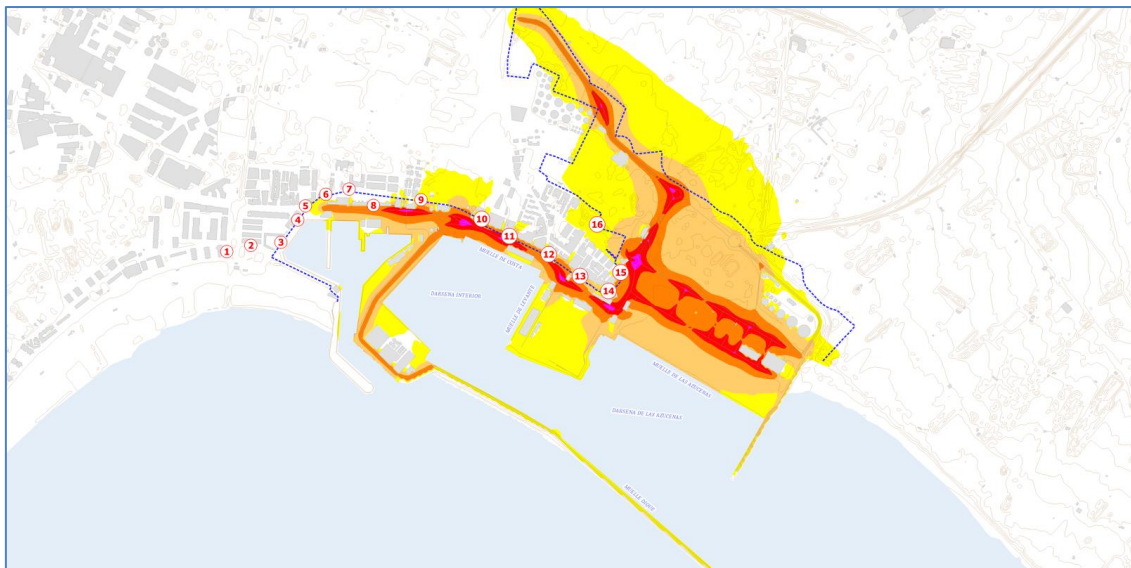 1
2
3
4
5
6
7
8
9
10
11
12
13
14
15
16
MUELLE DE COSTA
DARSENA INTERIOR
MUELLE DE LEVANTE
MUELLE DE LAS AZUCENAS
DARSENA DE LAS AZUCENAS
MUELLE DIQUE